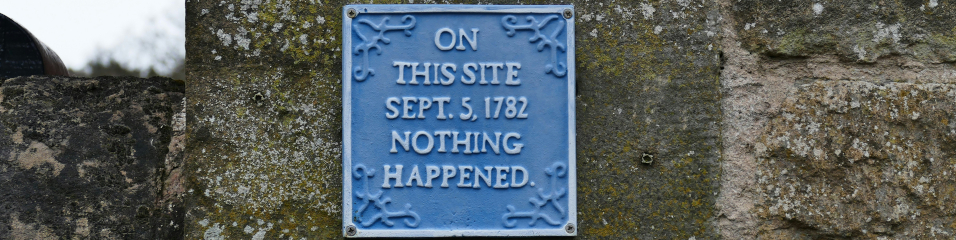 ON
THIS SITE
SEPT. 5, 1782
NOTHING
HAPPENED.